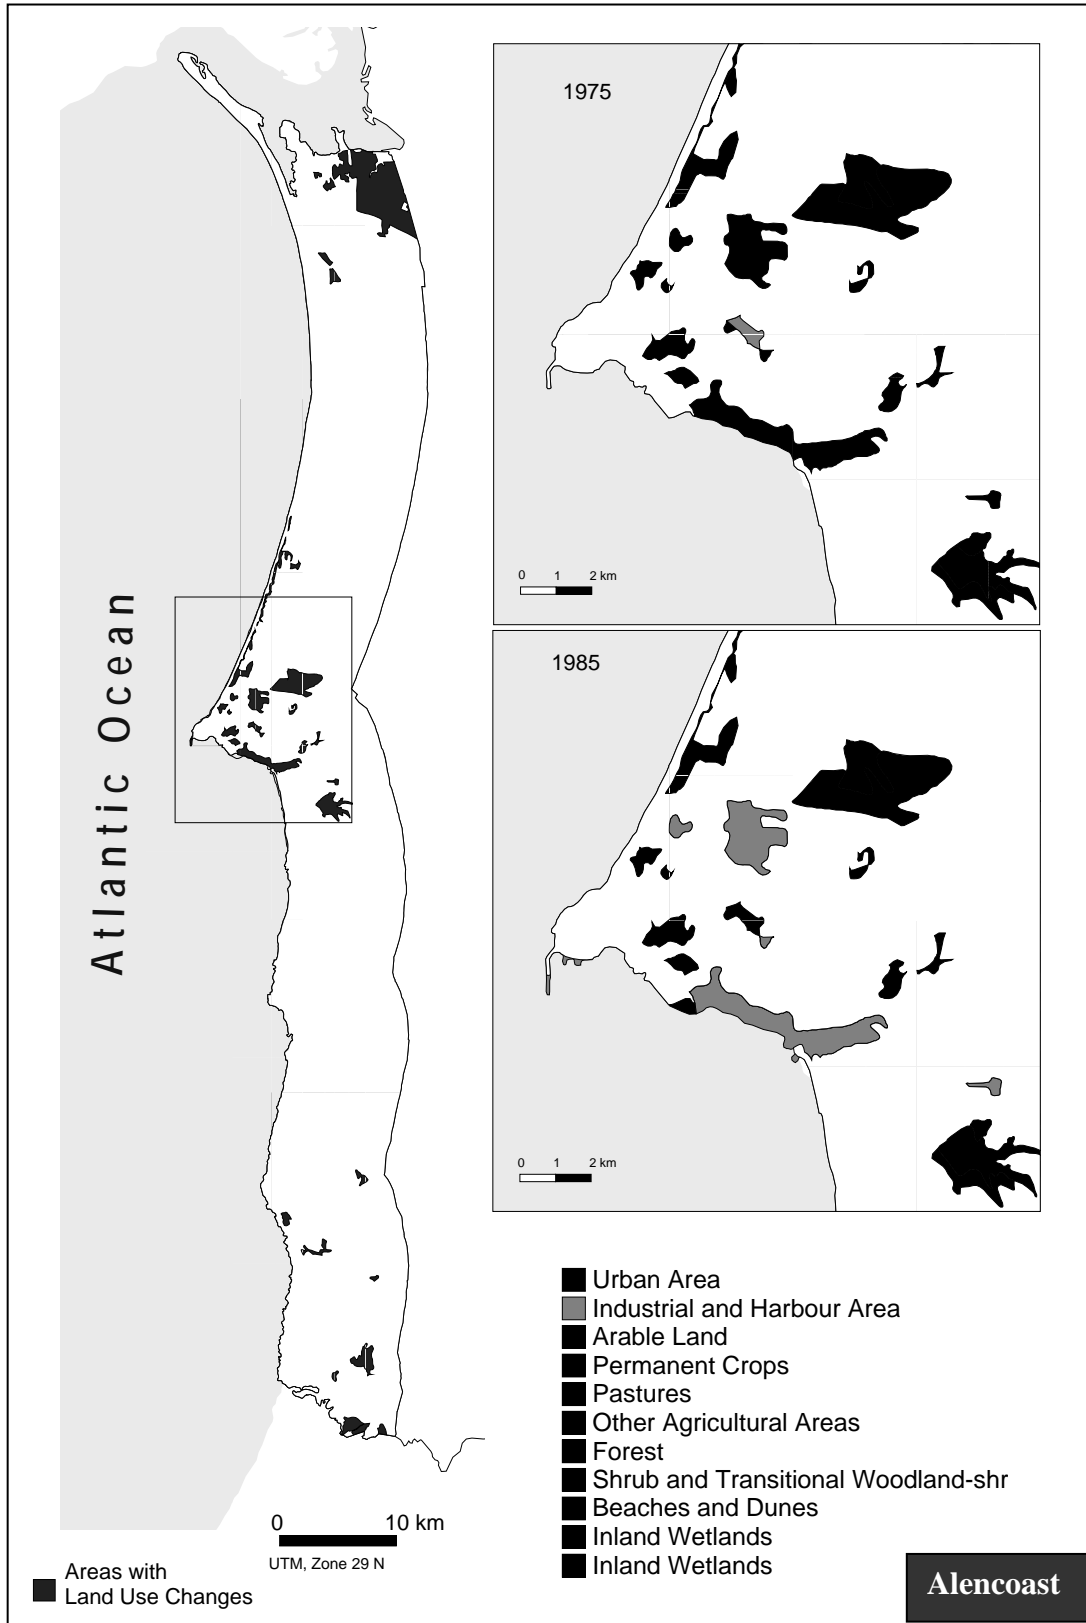 1975
0 1 2 km
1985
0 1 2 km
Atlantic Ocean
Urban Area
Industrial and Harbour Area
Arable Land
Permanent Crops
Pastures
Other Agricultural Areas
Forest
Shrub and Transitional Woodland-shr
Beaches and Dunes
Inland Wetlands
Inland Wetlands
0 10 km
UTM, Zone 29 N
Areas with
Land Use Changes
Alencoast